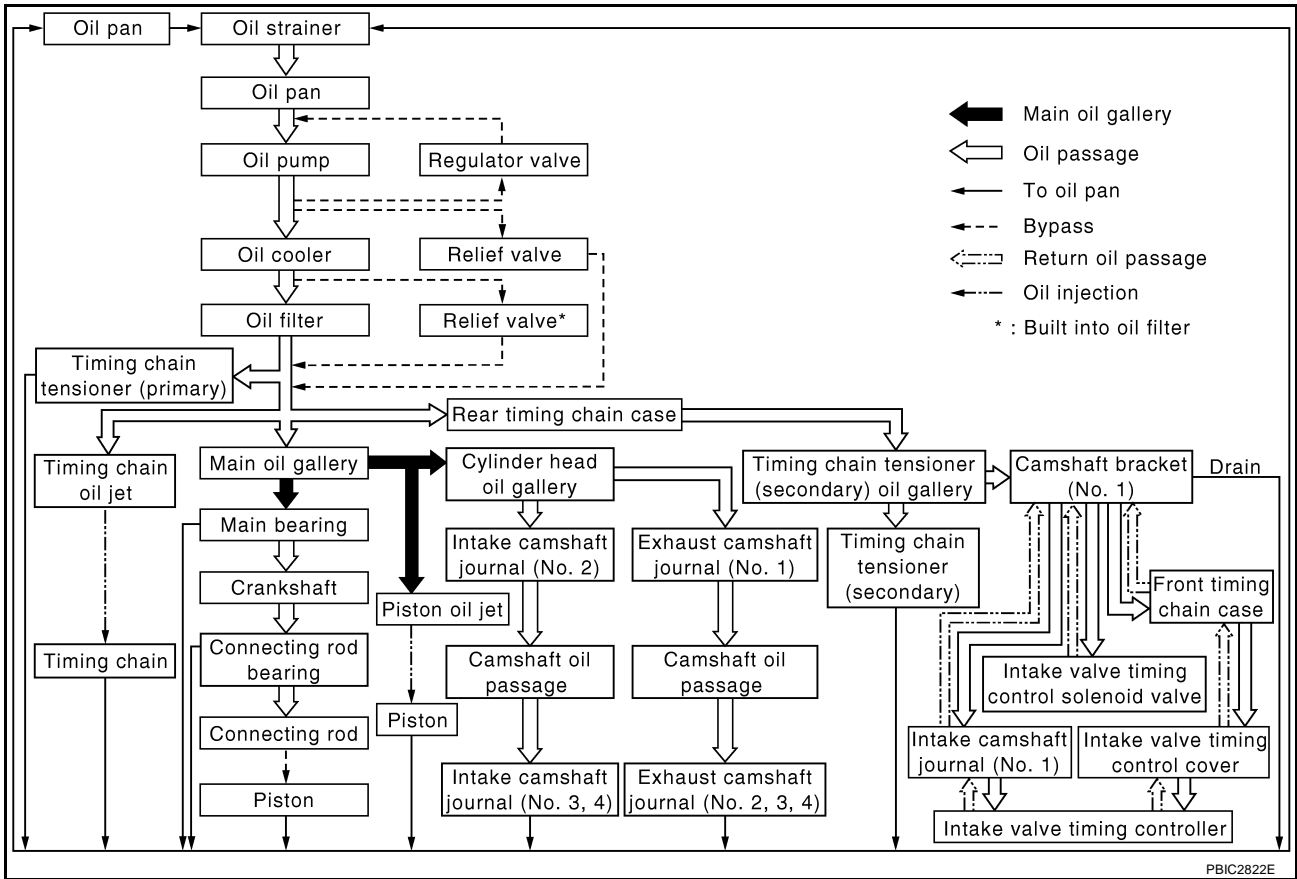 Oil pan
Oil strainer
Oil pan
Oil pump
Regulator valve
Oil cooler
Relief valve
Oil filter
Relief valve*
Main oil gallery
Oil passage
To oil pan
Bypass
Return oil passage
Oil injection
* : Built into oil filter
Timing chain
tensioner (primary)
Rear timing chain case
Timing chain
oil jet
Main oil gallery
Cylinder head
oil gallery
Timing chain tensioner
(secondary) oil gallery
Camshaft bracket
(No. 1)
Drain
Main bearing
Intake camshaft
journal (No. 2)
Exhaust camshaft
journal (No. 1)
Timing chain
tensioner
(secondary)
Crankshaft
Piston oil jet
Front timing
chain case
Timing chain
Connecting rod
bearing
Camshaft oil
passage
Camshaft oil
passage
Intake valve timing
control solenoid valve
Connecting rod
Piston
Intake camshaft
journal (No. 1)
Intake valve timing
control cover
Piston
Intake camshaft
journal (No. 3, 4)
Exhaust camshaft
journal (No. 2, 3, 4)
Intake valve timing controller
PBIC2822E